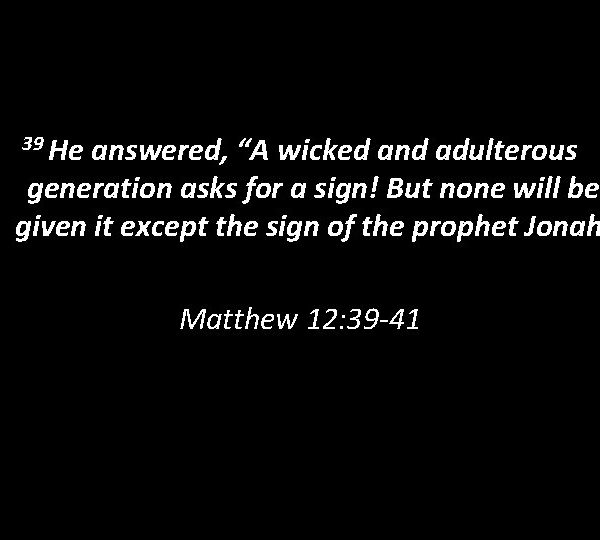 39 He answered, “A wicked and adulterous
generation asks for a sign! But none will be
given it except the sign of the prophet Jonah
Matthew 12:39-41